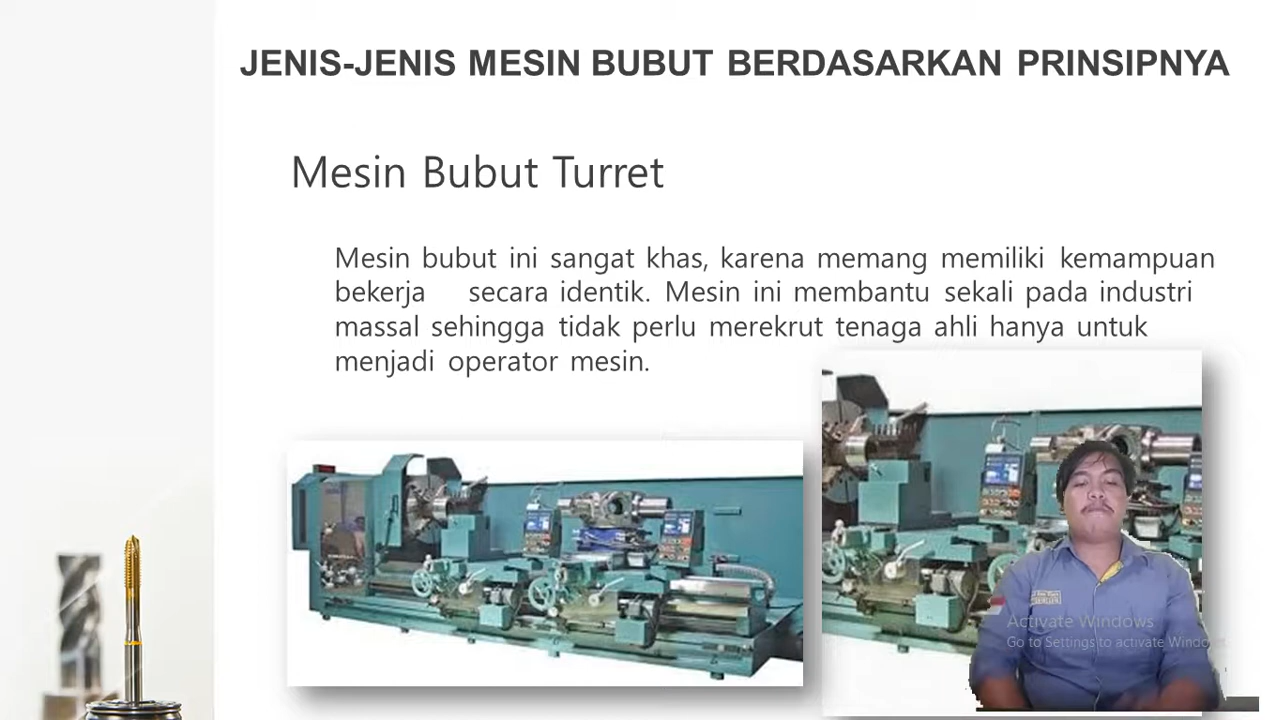 JENIS-JENIS MESIN BUBUT BERDASARKAN PRINSIPNYA
Mesin Bubut Turret
Mesin bubut ini sangat khas, karena memang memiliki kemampuan
bekerja secara identik. Mesin ini membantu sekali pada industri
massal sehingga tidak perlu merekrut tenaga ahli hanya untuk
menjadi operator mesin.
Activate Windows
Go to Settings to activate Windows